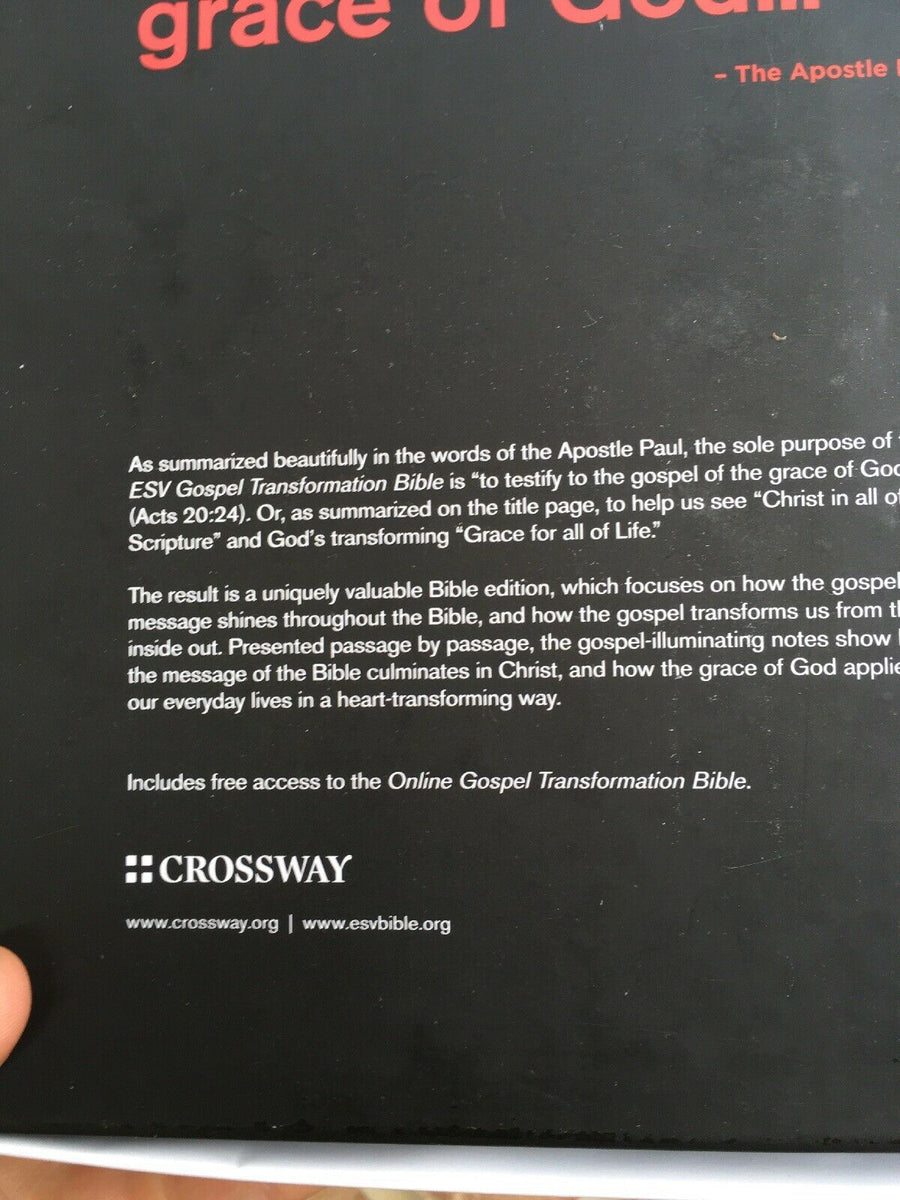 grace of God...
– The Apostle
As summarized beautifully in the words of the Apostle Paul, the sole purpose of
ESV Gospel Transformation Bible is “to testify to the gospel of the grace of God
(Acts 20:24). Or, as summarized on the title page, to help us see “Christ in all of
Scripture” and God’s transforming “Grace for all of Life.”
The result is a uniquely valuable Bible edition, which focuses on how the gospel
message shines throughout the Bible, and how the gospel transforms us from
inside out. Presented passage by passage, the gospel-illuminating notes show
the message of the Bible culminates in Christ, and how the grace of God
our everyday lives in a heart-transforming way.
Includes free access to the Online Gospel Transformation Bible.
CROSSWAY
www.crossway.org | www.esvbible.org